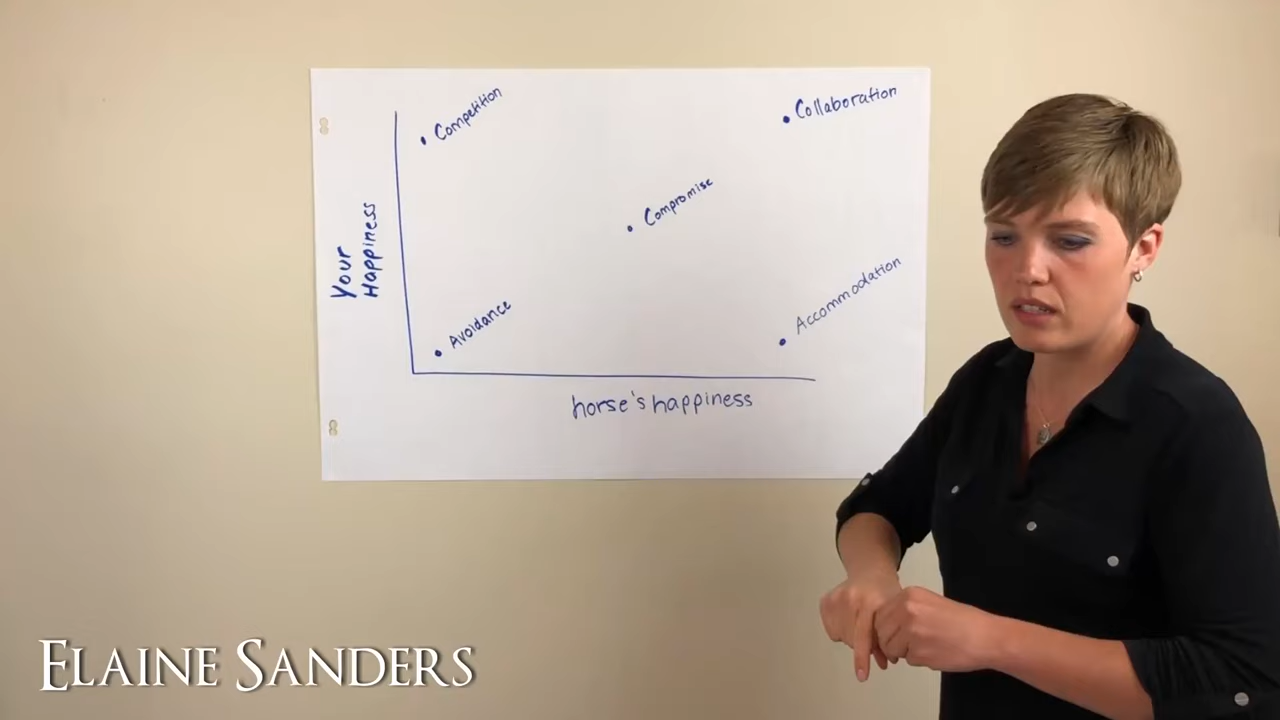 Competition
Collaboration
Compromise
Your
Happiness
Avoidance
Accommodation
horse's happiness
ELAINE SANDERS